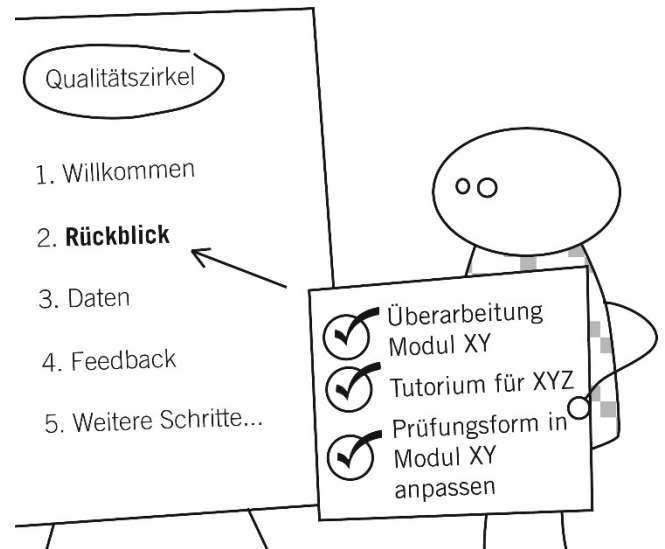 Qualitätszirkel
1. Willkommen
2. Rückblick
3. Daten
4. Feedback
5. Weitere Schritte...
Überarbeitung
Modul XY
Tutorium für XYZ
Prüfungsform in
Modul XY
anpassen